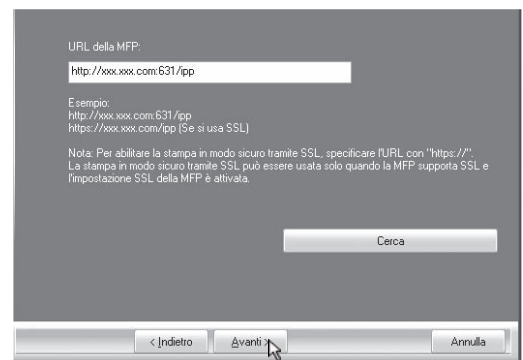 URL della MFP:
http://xxx.xxx.com:631/ipp
Esempio:
http://xxx.xxx.com:631/ipp
https://xxx.xxx.com/ipp (Se si usa SSL)
Nota: Per abilitare la stampa in modo sicuro tramite SSL, specificare l'URL con "https://".
La stampa in modo sicuro tramite SSL può essere usata solo quando la MFP supporta SSL e
l'impostazione SSL della MFP è attivata.
Cerca
< Indietro
Avanti >
Annulla